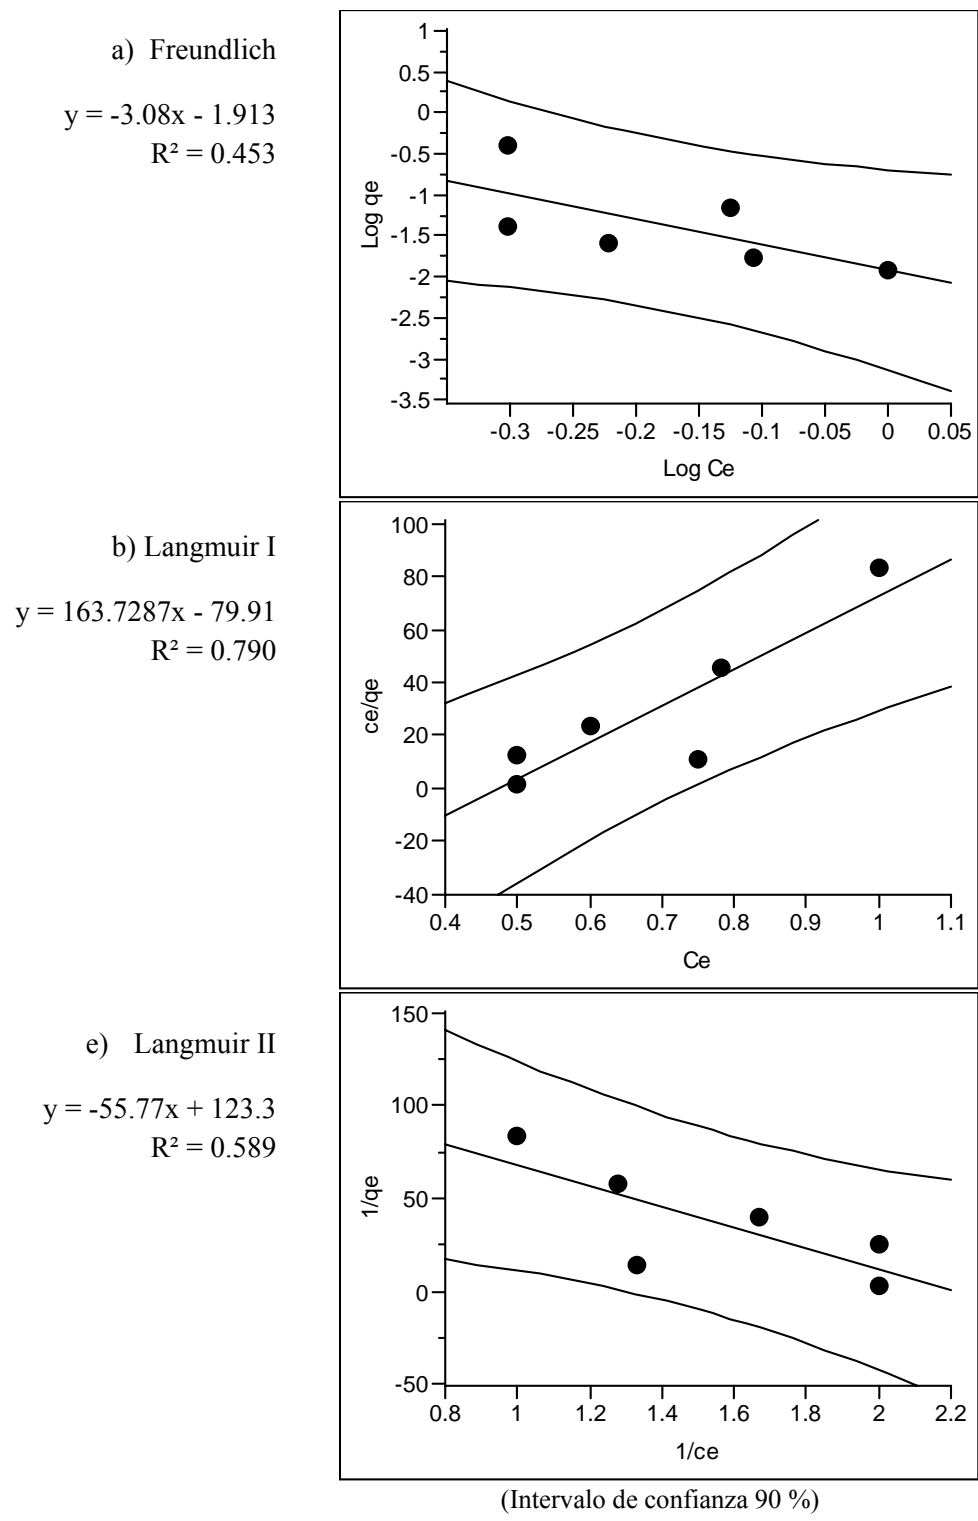 a) Freundlich
y = -3.08x - 1.913
R² = 0.453
1
0.5
0
-0.5
-1
-1.5
-2
-2.5
-3
-3.5
Log qe
-0.3 -0.25 -0.2 -0.15 -0.1 -0.05 0 0.05
Log Ce
b) Langmuir I
y = 163.7287x - 79.91
R² = 0.790
100
80
60
40
20
0
-20
-40
ce/qe
0.4 0.5 0.6 0.7 0.8 0.9 1 1.1
Ce
e) Langmuir II
y = -55.77x + 123.3
R² = 0.589
150
100
50
0
-50
1/qe
0.8 1 1.2 1.4 1.6 1.8 2 2.2
1/ce
(Intervalo de confianza 90 %)